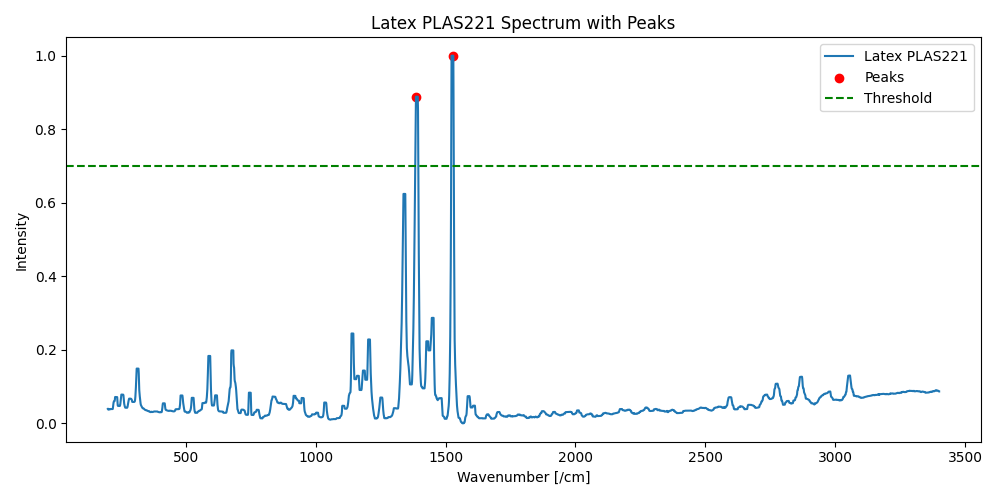 Latex PLAS221 Spectrum with Peaks
Latex PLAS221
Peaks
Threshold
1.0
0.8
0.6
0.4
0.2
0.0
Intensity
500 1000 1500 2000 2500 3000 3500
Wavenumber [/cm]